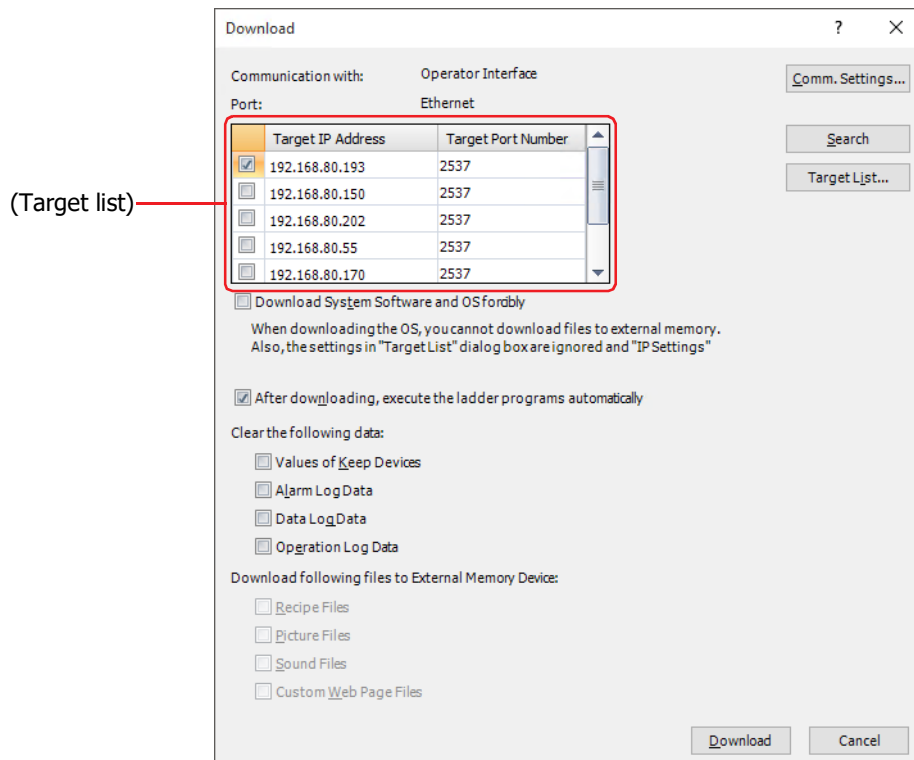 Download ?
Communication with: Operator Interface Comm. Settings...
Port: Ethernet
Target IP Address Target Port Number Search
192.168.80.193 2537 Target List...
192.168.80.150 2537
(Target list) 192.168.80.202 2537
192.168.80.55 2537
192.168.80.170 2537
Download System Software and OS forcibly
When downloading the OS, you cannot download files to external memory.
Also, the settings in "Target List" dialog box are ignored and "IP Settings"
After downloading, execute the ladder programs automatically
Clear the following data:
Values of Keep Devices
Alarm Log Data
Data Log Data
Operation Log Data
Download following files to External Memory Device:
Recipe Files
Picture Files
Sound Files
Custom Web Page Files
Download Cancel